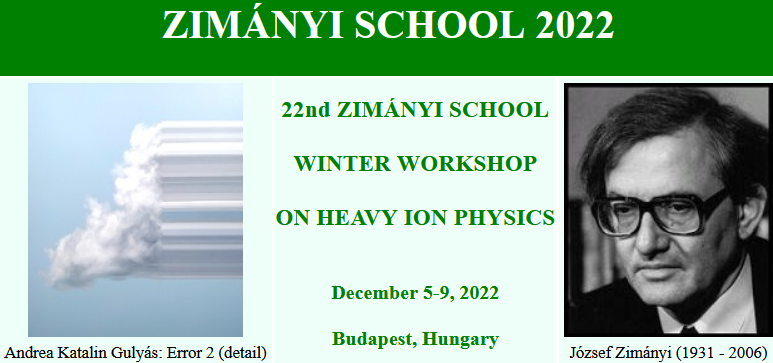 ZIMÁNYI SCHOOL 2022
22nd ZIMÁNYI SCHOOL
WINTER WORKSHOP
ON HEAVY ION PHYSICS
December 5-9, 2022
Budapest, Hungary
Andrea Katalin Gulyás: Error 2 (detail)
József Zimányi (1931 - 2006)